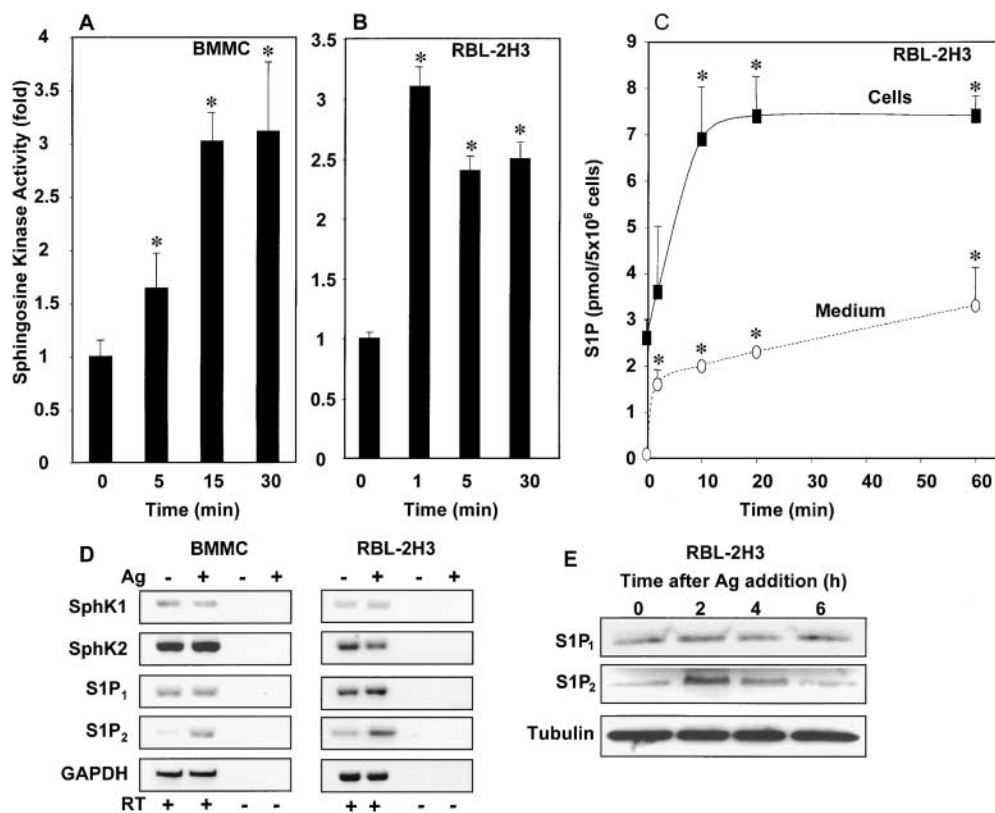 A
BMMC
Sphingosine Kinase Activity (fold)
4
3.5
3
2.5
2
1.5
1
0.5
0
* * *
0 5 15 30
Time (min)
B
RBL-2H3
3.5
3
2.5
2
1.5
1
0.5
0
* * *
0 1 5 30
Time (min)
C
RBL-2H3
S1P (pmol/5x10⁶ cells)
9
8
7
6
5
4
3
2
1
0
* * *
Cells
Medium
* * * *
0 10 20 30 40 50 60
Time (min)
D
BMMC RBL-2H3
Ag - + - + - + - +
SphK1
SphK2
S1P₁
S1P₂
GAPDH
RT + + - - + + - -
E
RBL-2H3
Time after Ag addition (h)
0 2 4 6
S1P₁
S1P₂
Tubulin